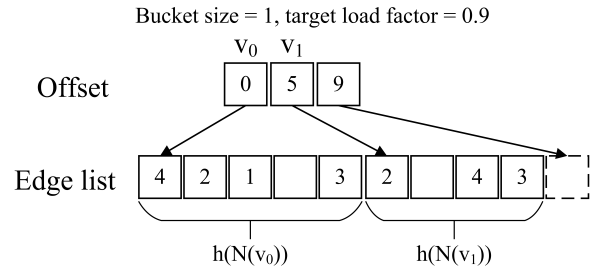 Bucket size = 1, target load factor = 0.9
v₀ v₁
Offset 0 5 9
Edge list 4 2 1 3 2 4 3
h(N(v₀)) h(N(v₁))